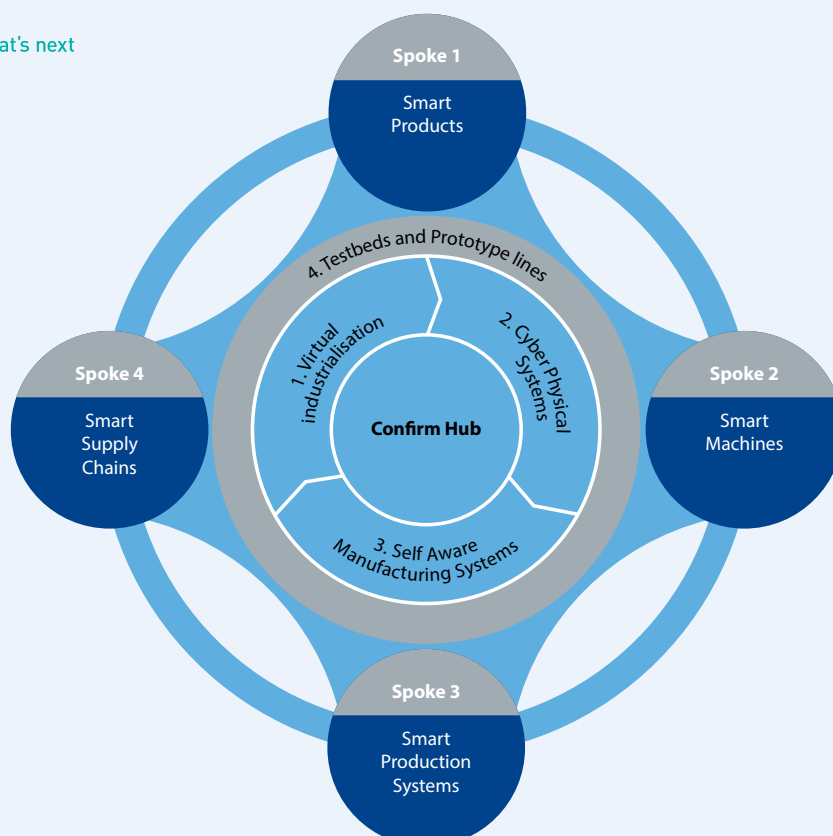 at's next
Spoke 1
Smart
Products
4. Testbeds and Prototype lines
1. Virtual
industrialisation
2. Cyber Physical
Systems
Spoke 4
Smart
Supply
Chains
Confirm Hub
Spoke 2
Smart
Machines
3. Self Aware
Manufacturing Systems
Spoke 3
Smart
Production
Systems